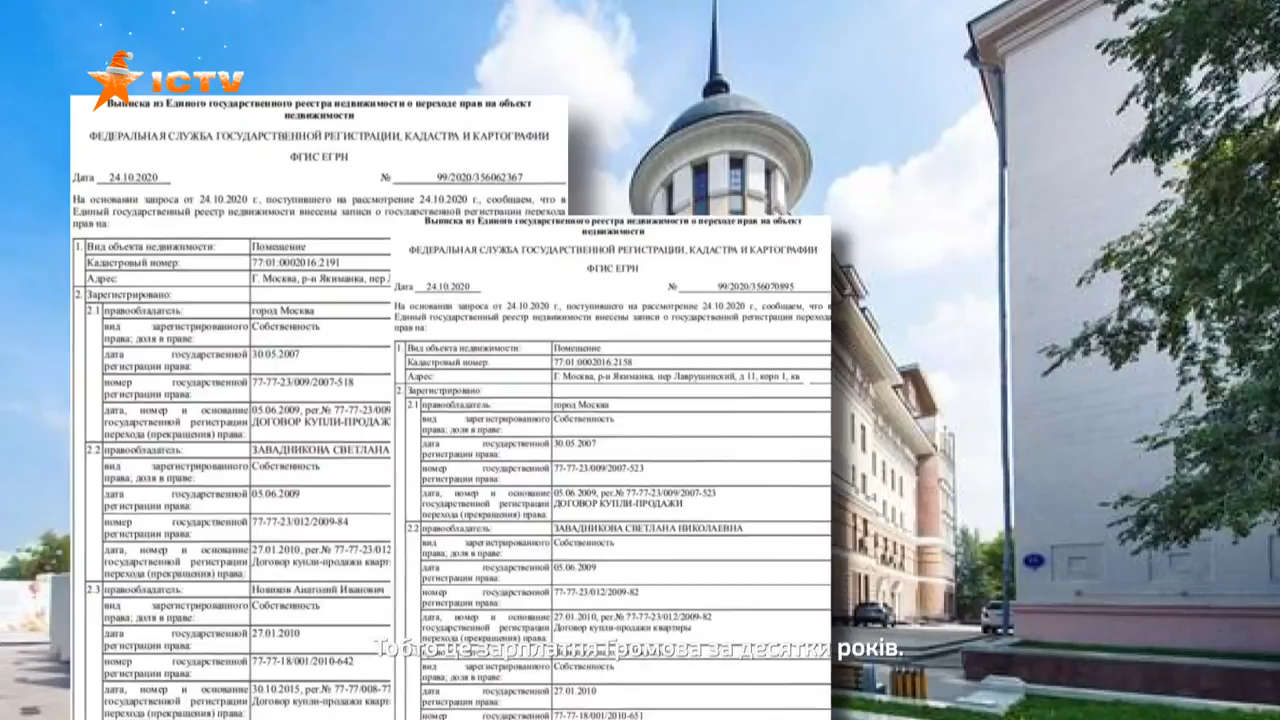 ICTV
Выписка из Единого государственного реестра недвижимости о переходе прав на объект
недвижимости
ФЕДЕРАЛЬНАЯ СЛУЖБА ГОСУДАРСТВЕННОЙ РЕГИСТРАЦИИ, КАДАСТРА И КАРТОГРАФИИ
ФГИС ЕГРН
Дата 24.10.2020 № 99/2020/356062367
На основании запроса от 24.10.2020 г., поступившего на рассмотрение 24.10.2020 г., сообщаем, что в
Единый государственный реестр недвижимости внесены записи о государственной регистрации перехода
прав на:
1. Вид объекта недвижимости: Помещение
Кадастровый номер: 77:01:0002016:2191
Адрес: Г. Москва, р-н Якиманка, пер
2. Зарегистрировано:
2.1 правообладатель: город Москва
вид зарегистрированного Собственность
права; доля в праве:
дата государственной 30.05.2007
регистрации права:
номер государственной 77-77-23/009/2007-518
регистрации права:
дата, номер и основание 05.06.2009, рег.№ 77-77-23/009
государственной регистрации ДОГОВОР КУПЛИ-ПРОДАЖ
перехода (прекращения) права:
2.2 правообладатель: ЗАВАДНИКОВА СВЕТЛАНА
вид зарегистрированного Собственность
права; доля в праве:
дата государственной 05.06.2009
регистрации права:
номер государственной 77-77-23/012/2009-84
регистрации права:
дата, номер и основание 27.01.2010, рег.№ 77-77-23/012
государственной регистрации Договор купли-продажи кварт
перехода (прекращения) права:
2.3 правообладатель: Новиков Анатолий Иванович
вид зарегистрированного Собственность
права; доля в праве:
дата государственной 27.01.2010
регистрации права:
номер государственной 77-77-18/001/2010-642
регистрации права:
дата, номер и основание 30.10.2015, рег.№ 77-77/008-77
государственной регистрации Договор купли-продажи кварт
перехода (прекращения) права:
Выписка из Единого государственного реестра недвижимости о переходе прав на объект
недвижимости
ФЕДЕРАЛЬНАЯ СЛУЖБА ГОСУДАРСТВЕННОЙ РЕГИСТРАЦИИ, КАДАСТРА И КАРТОГРАФИИ
ФГИС ЕГРН
Дата 24.10.2020 № 99/2020/356070895
На основании запроса от 24.10.2020 г., поступившего на рассмотрение 24.10.2020 г., сообщаем, что в
Единый государственный реестр недвижимости внесены записи о государственной регистрации перехода
прав на:
1. Вид объекта недвижимости: Помещение
Кадастровый номер: 77:01:0002016:2158
Адрес: Г. Москва, р-н Якиманка, пер Лаврушинский, д 11, корп 1, кв
2. Зарегистрировано:
2.1 правообладатель: город Москва
вид зарегистрированного Собственность
права; доля в праве:
дата государственной 30.05.2007
регистрации права:
номер государственной 77-77-23/009/2007-523
регистрации права:
дата, номер и основание 05.06.2009, рег.№ 77-77-23/009/2007-523
государственной регистрации ДОГОВОР КУПЛИ-ПРОДАЖИ
перехода (прекращения) права:
2.2 правообладатель: ЗАВАДНИКОВА СВЕТЛАНА НИКОЛАЕВНА
вид зарегистрированного Собственность
права; доля в праве:
дата государственной 05.06.2009
регистрации права:
номер государственной 77-77-23/012/2009-82
регистрации права:
дата, номер и основание 27.01.2010, рег.№ 77-77-23/012/2009-82
государственной регистрации Договор купли-продажи квартиры
перехода (прекращения) права:
Тобто це зарплатня Громова за десятки років.
вид зарегистрированного Собственность
права; доля в праве:
дата государственной 27.01.2010
регистрации права:
номер государственной 77-77-18/001/2010-651